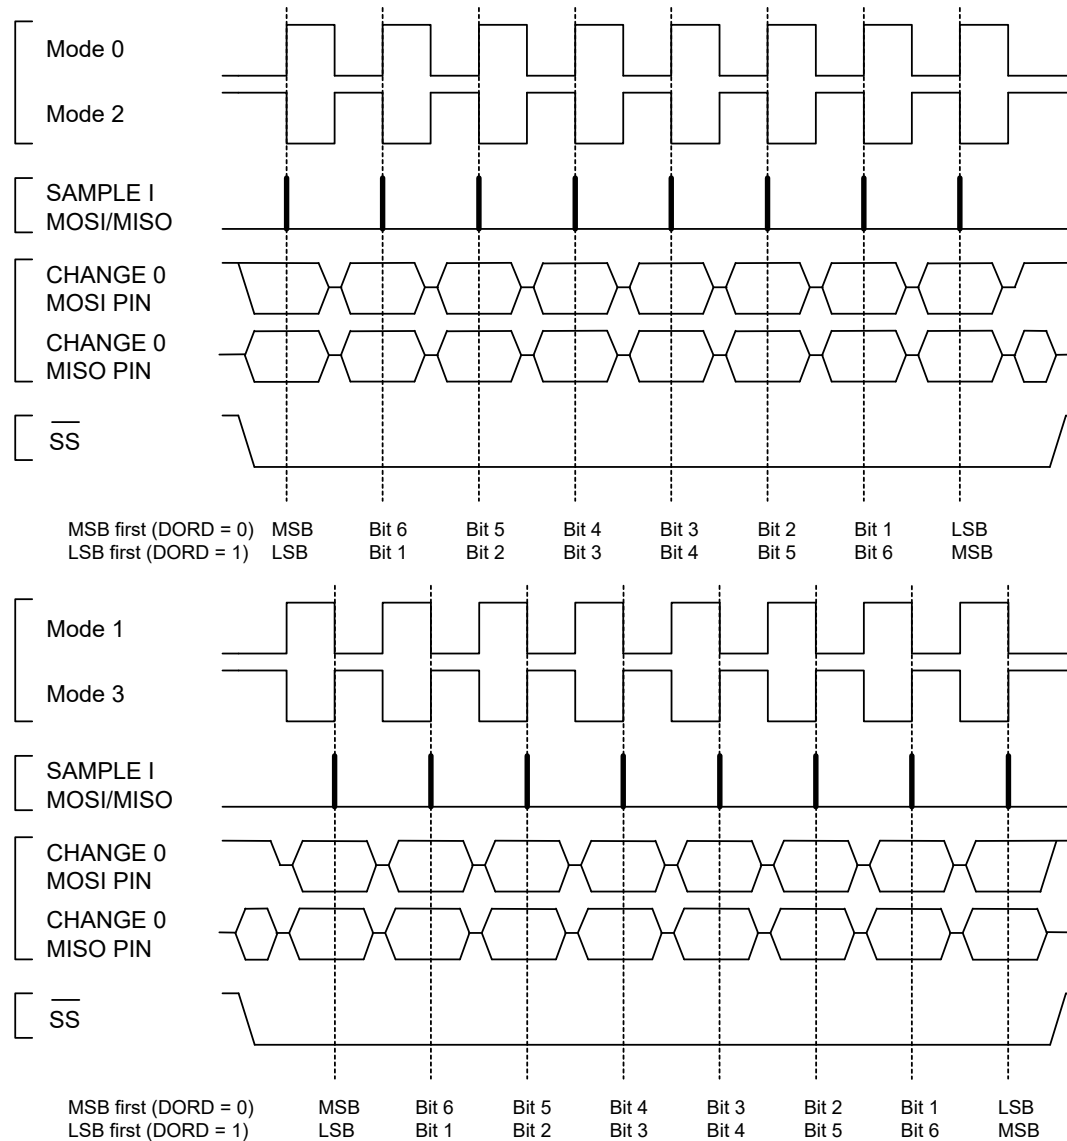 Mode 0
Mode 2
SAMPLE I
MOSI/MISO
CHANGE 0
MOSI PIN
CHANGE 0
MISO PIN
SS
MSB first (DORD = 0) MSB Bit 6 Bit 5 Bit 4 Bit 3 Bit 2 Bit 1 LSB
LSB first (DORD = 1) LSB Bit 1 Bit 2 Bit 3 Bit 4 Bit 5 Bit 6 MSB
Mode 1
Mode 3
SAMPLE I
MOSI/MISO
CHANGE 0
MOSI PIN
CHANGE 0
MISO PIN
SS
MSB first (DORD = 0) MSB Bit 6 Bit 5 Bit 4 Bit 3 Bit 2 Bit 1 LSB
LSB first (DORD = 1) LSB Bit 1 Bit 2 Bit 3 Bit 4 Bit 5 Bit 6 MSB